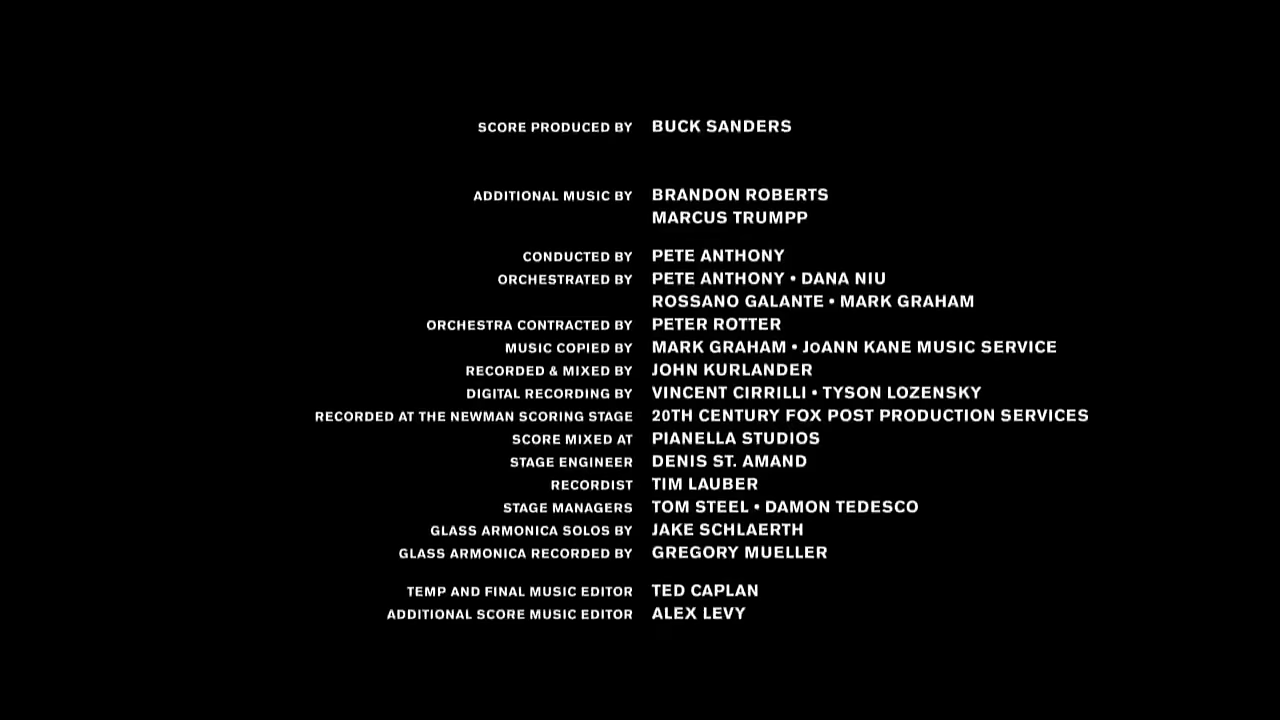 SCORE PRODUCED BY BUCK SANDERS
ADDITIONAL MUSIC BY BRANDON ROBERTS
MARCUS TRUMPP
CONDUCTED BY PETE ANTHONY
ORCHESTRATED BY PETE ANTHONY • DANA NIU
ROSSANO GALANTE • MARK GRAHAM
ORCHESTRA CONTRACTED BY PETER ROTTER
MUSIC COPIED BY MARK GRAHAM • JoANN KANE MUSIC SERVICE
RECORDED & MIXED BY JOHN KURLANDER
DIGITAL RECORDING BY VINCENT CIRRILLI • TYSON LOZENSKY
RECORDED AT THE NEWMAN SCORING STAGE 20TH CENTURY FOX POST PRODUCTION SERVICES
SCORE MIXED AT PIANELLA STUDIOS
STAGE ENGINEER DENIS ST. AMAND
RECORDIST TIM LAUBER
STAGE MANAGERS TOM STEEL • DAMON TEDESCO
GLASS ARMONICA SOLOS BY JAKE SCHLAERTH
GLASS ARMONICA RECORDED BY GREGORY MUELLER
TEMP AND FINAL MUSIC EDITOR TED CAPLAN
ADDITIONAL SCORE MUSIC EDITOR ALEX LEVY